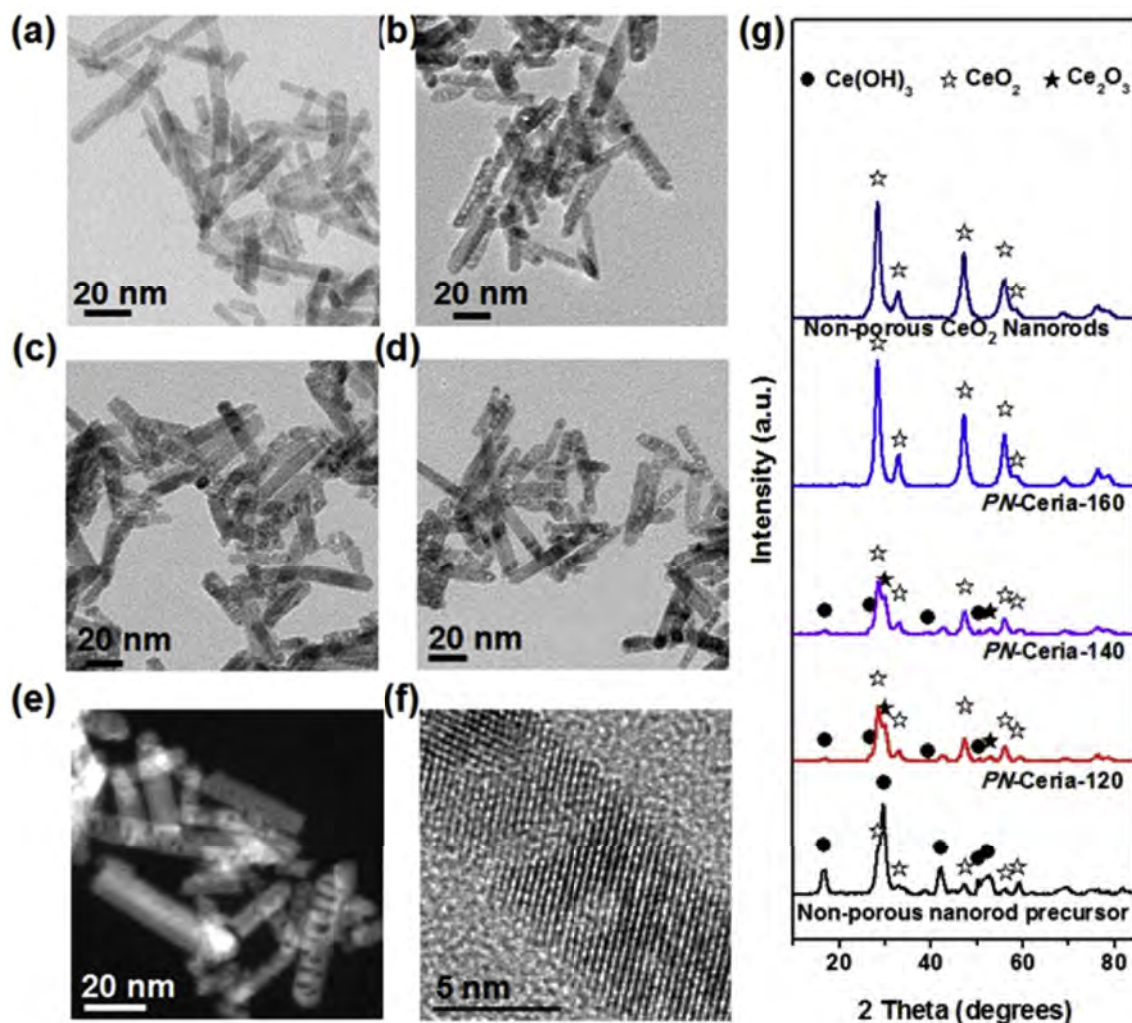 (a)
(b)
(g)
● Ce(OH)₃ ☆ CeO₂ ★ Ce₂O₃
20 nm
20 nm
Non-porous CeO₂ Nanorods
(c)
(d)
PN-Ceria-160
Intensity (a.u.)
20 nm
20 nm
PN-Ceria-140
(e)
(f)
PN-Ceria-120
Non-porous nanorod precursor
20 nm
5 nm
20 40 60 80
2 Theta (degrees)